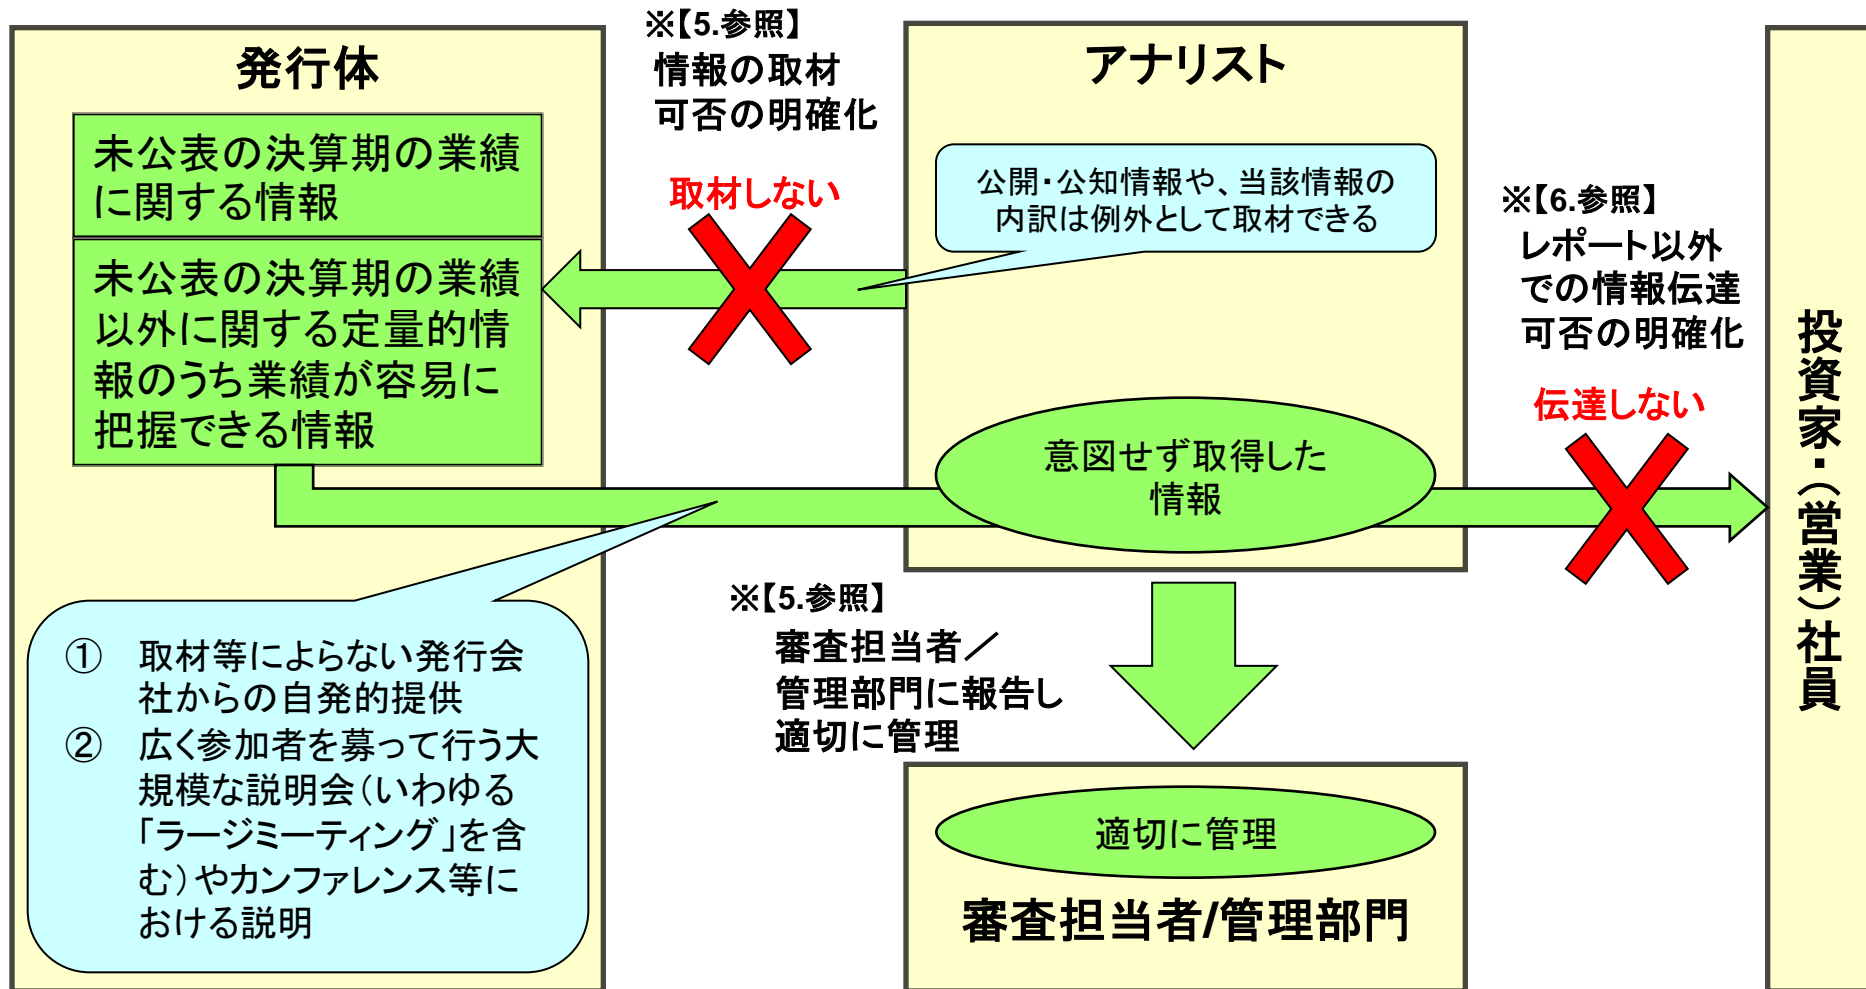 発行体
未公表の決算期の業績
に関する情報
未公表の決算期の業績
以外に関する定量的情
報のうち業績が容易に
把握できる情報
①　取材等によらない発行会
社からの自発的提供
②　広く参加者を募って行う大
規模な説明会（いわゆる
「ラージミーティング」を含
む）やカンファレンス等に
おける説明
※【5.参照】
情報の取材
可否の明確化
取材しない
アナリスト
公開・公知情報や、当該情報の
内訳は例外として取材できる
意図せず取得した
情報
※【5.参照】
審査担当者／
管理部門に報告し
適切に管理
適切に管理
審査担当者/管理部門
※【6.参照】
レポート以外
での情報伝達
可否の明確化
伝達しない
投資家・（営業）社員